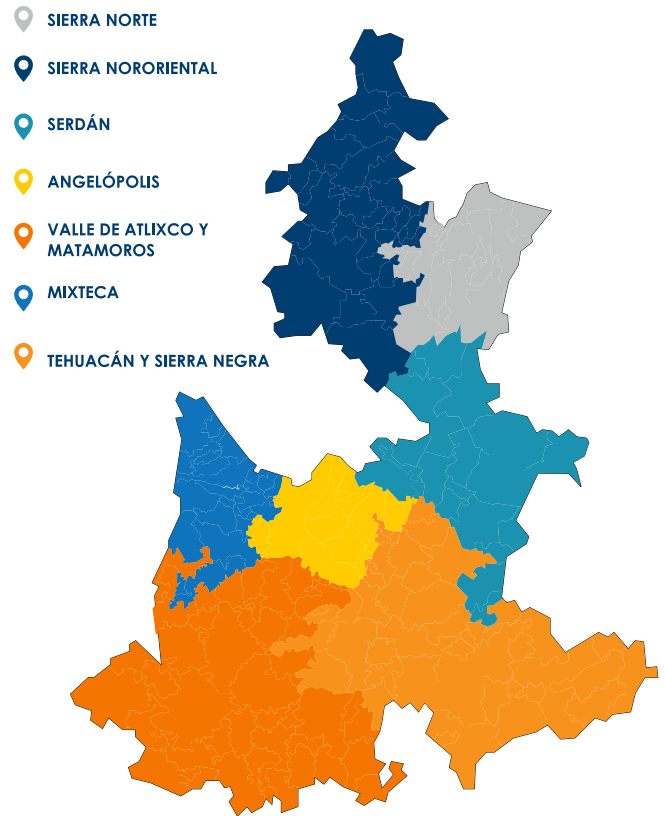 SIERRA NORTE
SIERRA NORORIENTAL
SERDÁN
ANGELÓPOLIS
VALLE DE ATLIXCO Y
MATAMOROS
MIXTECA
TEHUACÁN Y SIERRA NEGRA